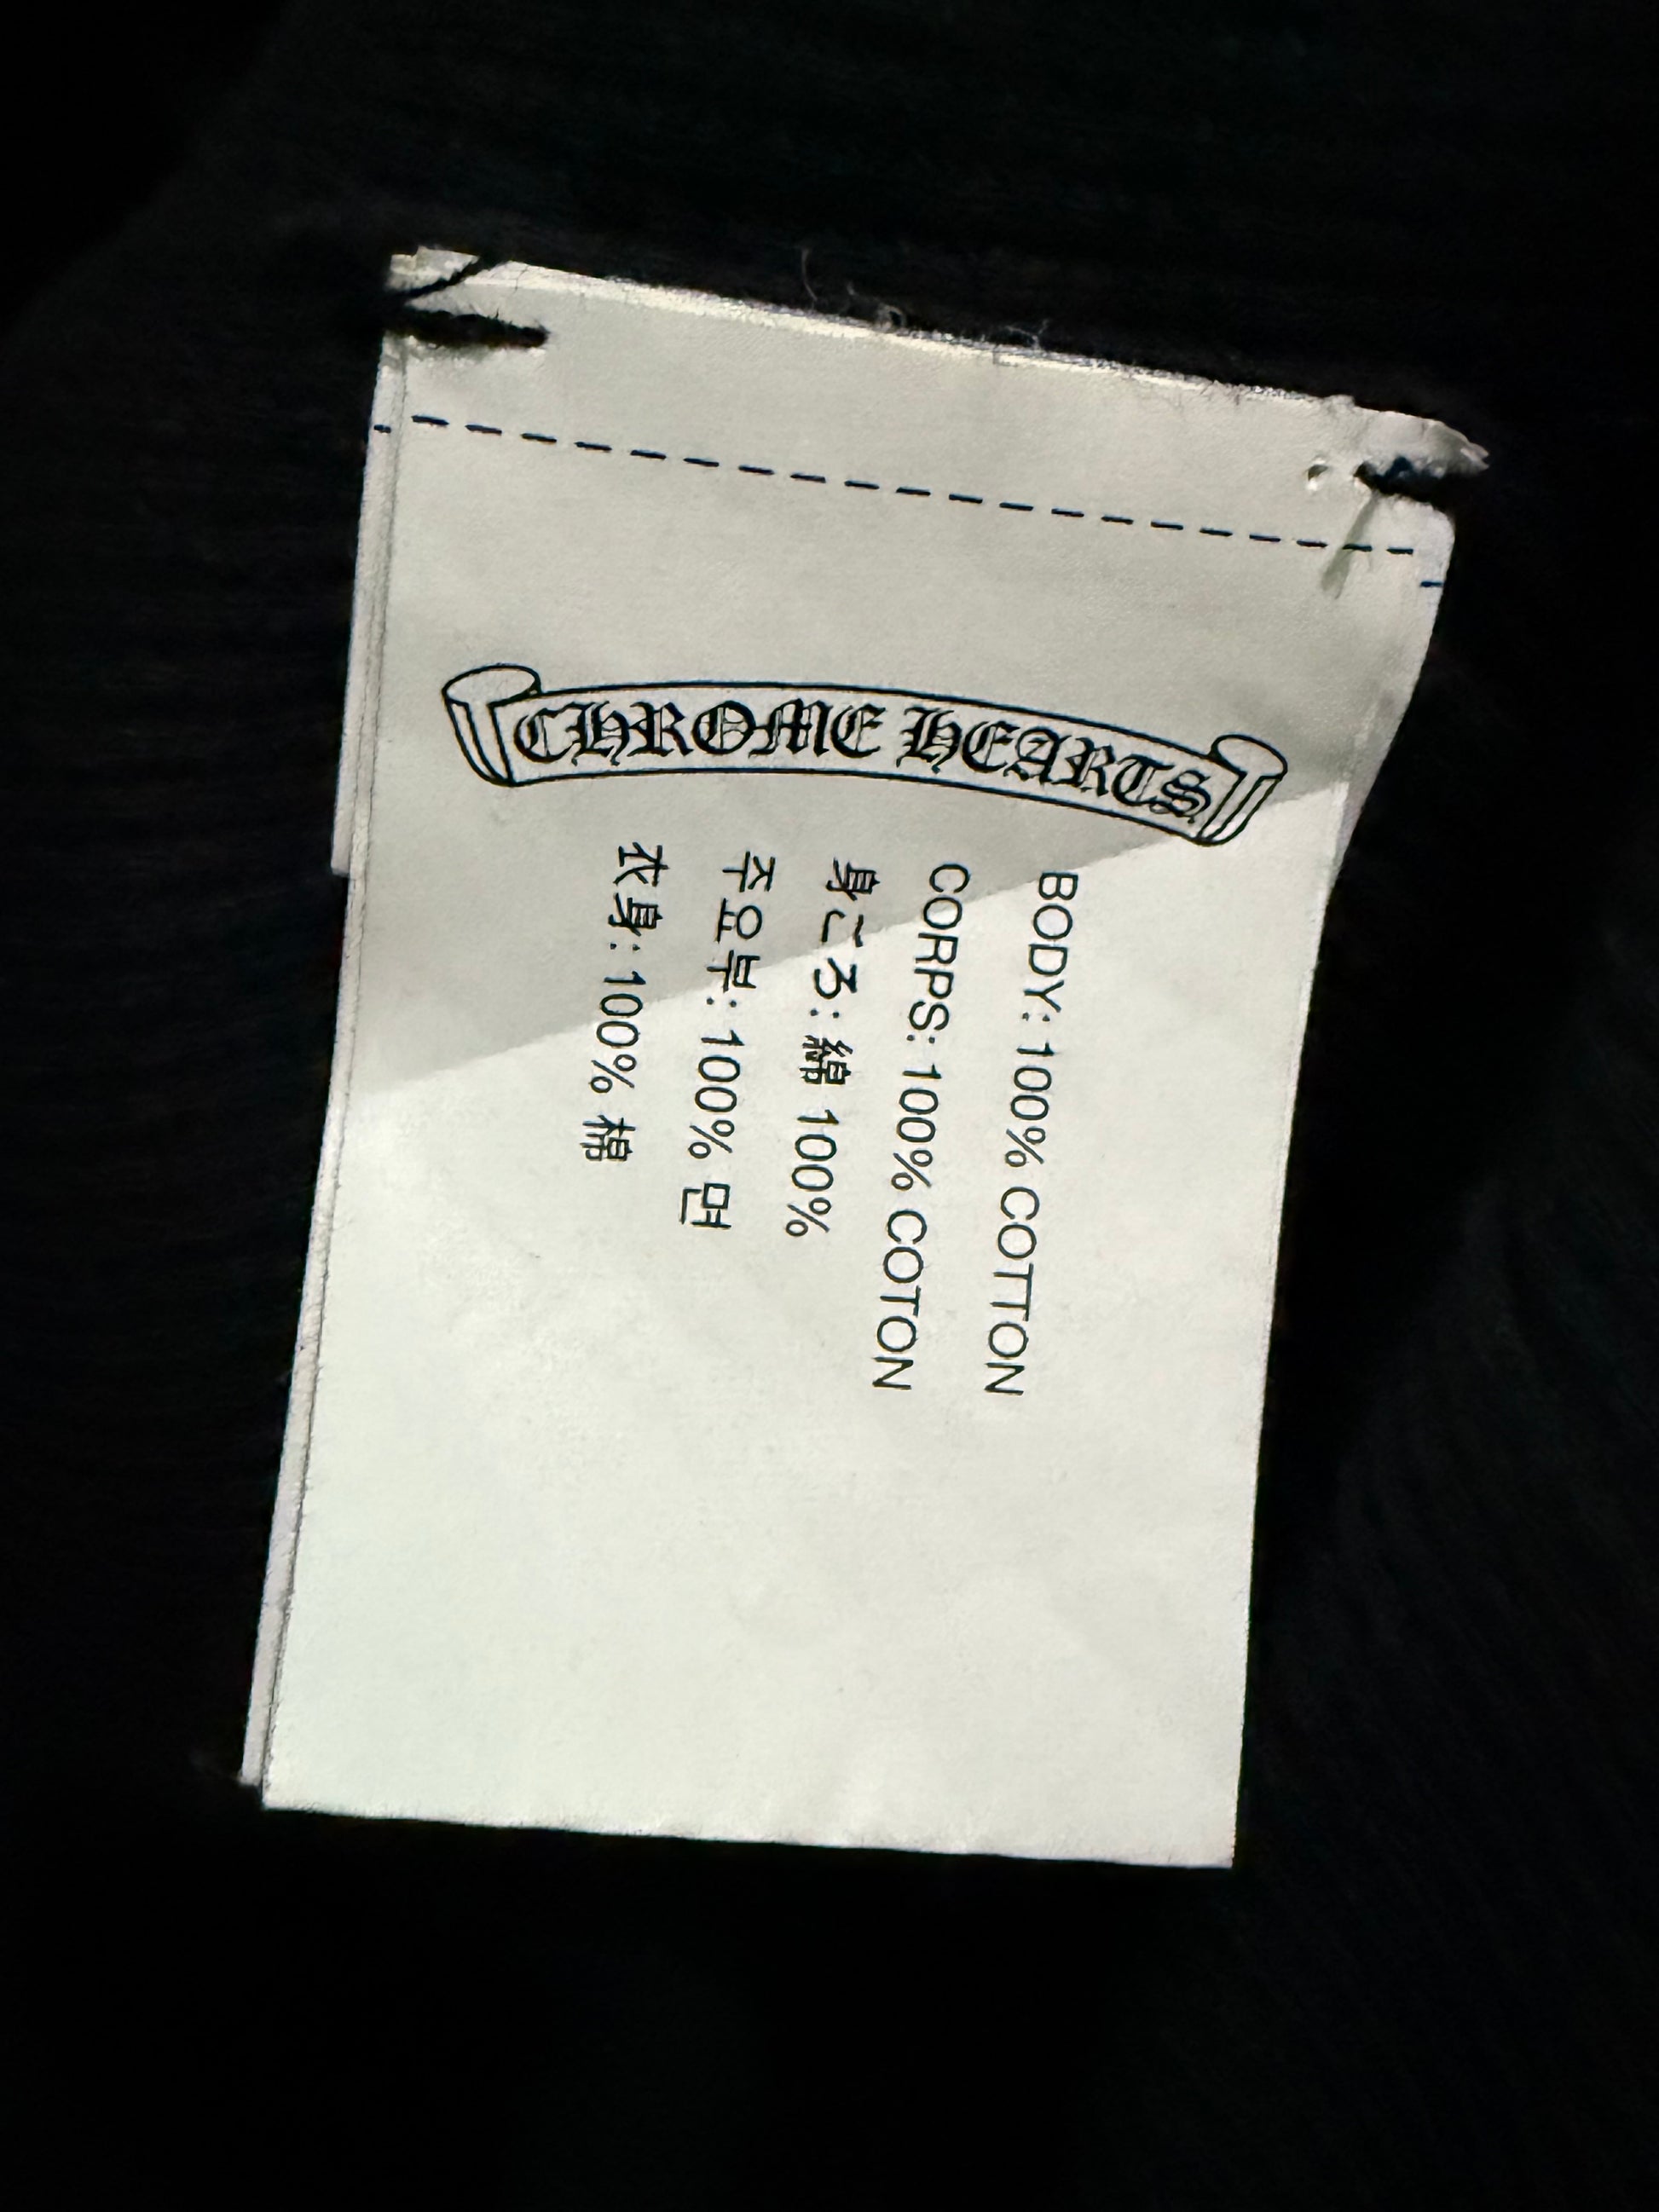 CHROME HEARTS
BODY: 100% COTTON
CORPS: 100% COTON
身ごろ: 綿 100%
주요부: 100% 면
衣身: 100% 棉